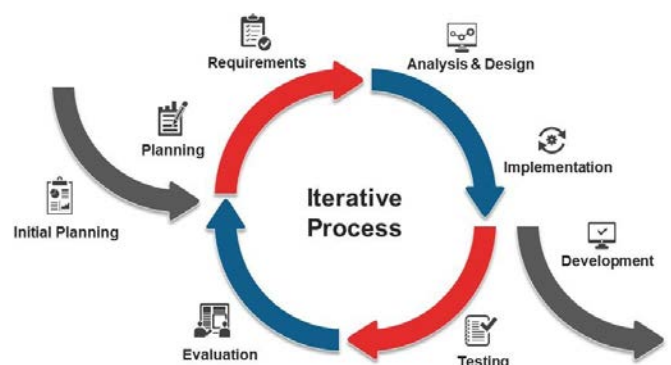 Requirements
Analysis & Design
Planning
Implementation
Iterative
Process
Initial Planning
Development
Evaluation
Testing